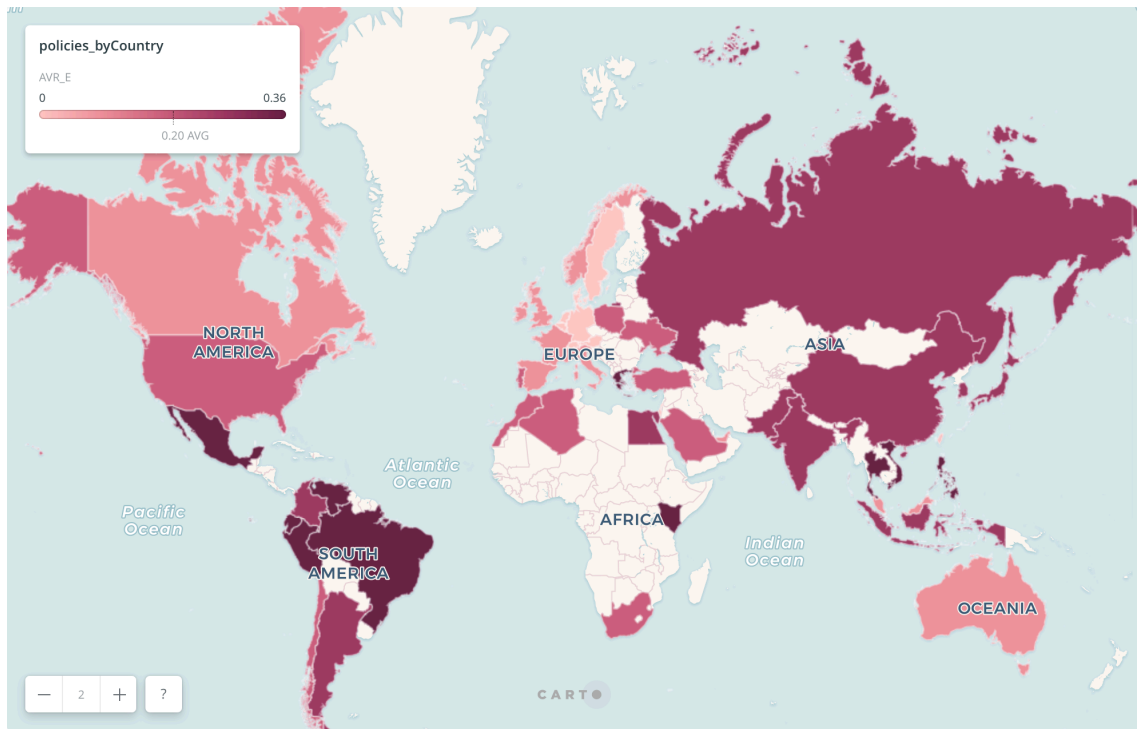 policies_byCountry
AVR_E
0 0.36
0.20 AVG
NORTH
AMERICA
EUROPE
ASIA
Atlantic
Ocean
Pacific
Ocean
AFRICA
SOUTH
AMERICA
Indian
Ocean
OCEANIA
2
?
CARTO